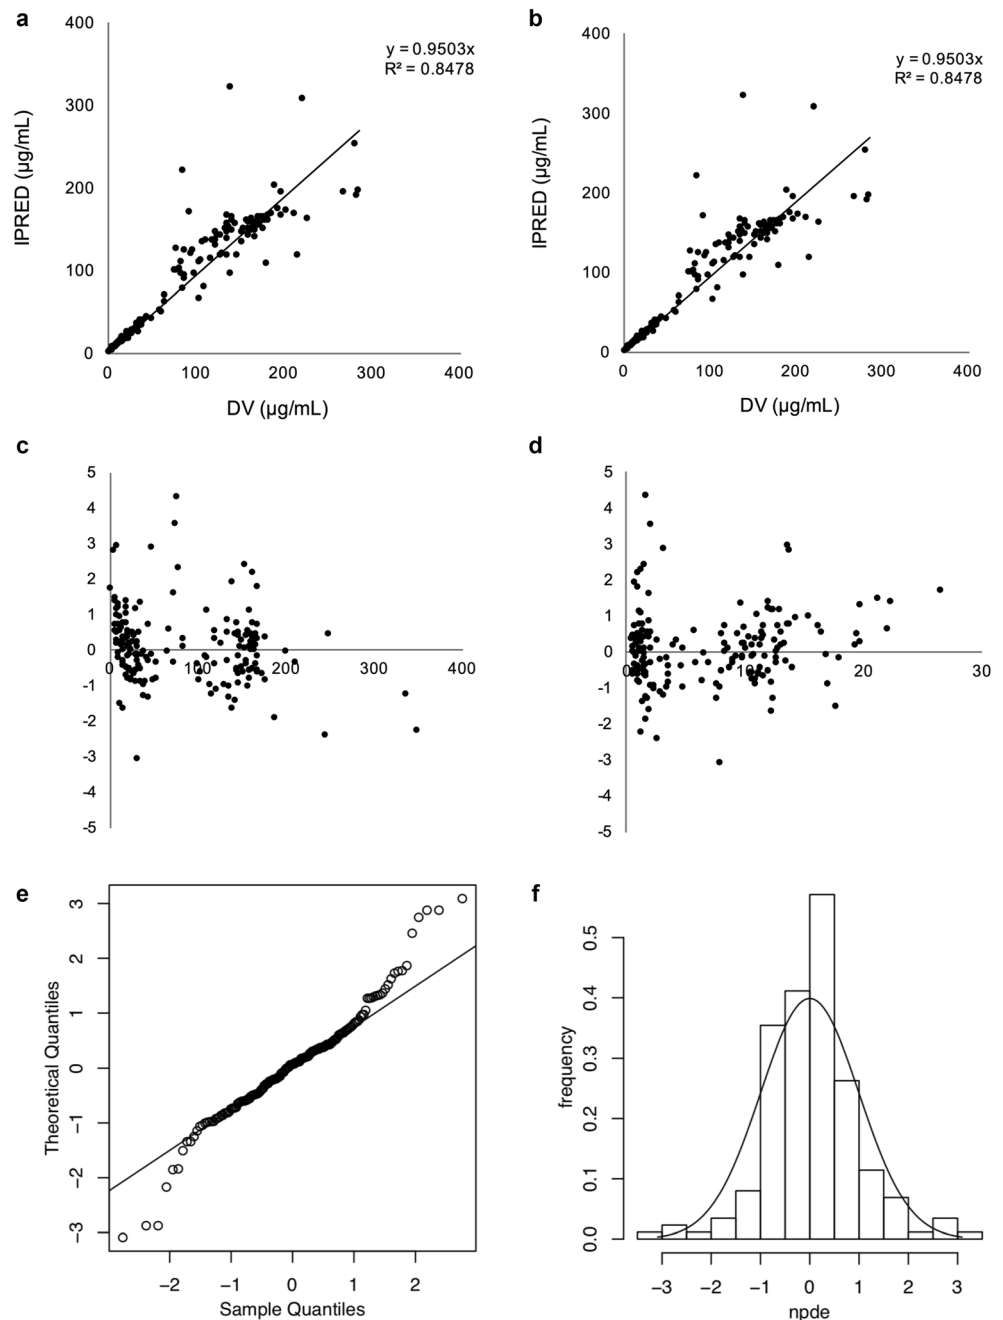 a
400
300
200
100
0
0 100 200 300 400
IPRED (µg/mL)
DV (µg/mL)
y = 0.9503x
R² = 0.8478
b
400
300
200
100
0
0 100 200 300 400
IPRED (µg/mL)
DV (µg/mL)
y = 0.9503x
R² = 0.8478
c
5
4
3
2
1
0
-1
-2
-3
-4
-5
0 100 200 300 400
d
5
4
3
2
1
0
-1
-2
-3
-4
-5
0 10 20 30
e
3
2
1
0
−1
−2
−3
−2 −1 0 1 2
Theoretical Quantiles
Sample Quantiles
f
0.5
0.4
0.3
0.2
0.1
0.0
−3 −2 −1 0 1 2 3
frequency
npde